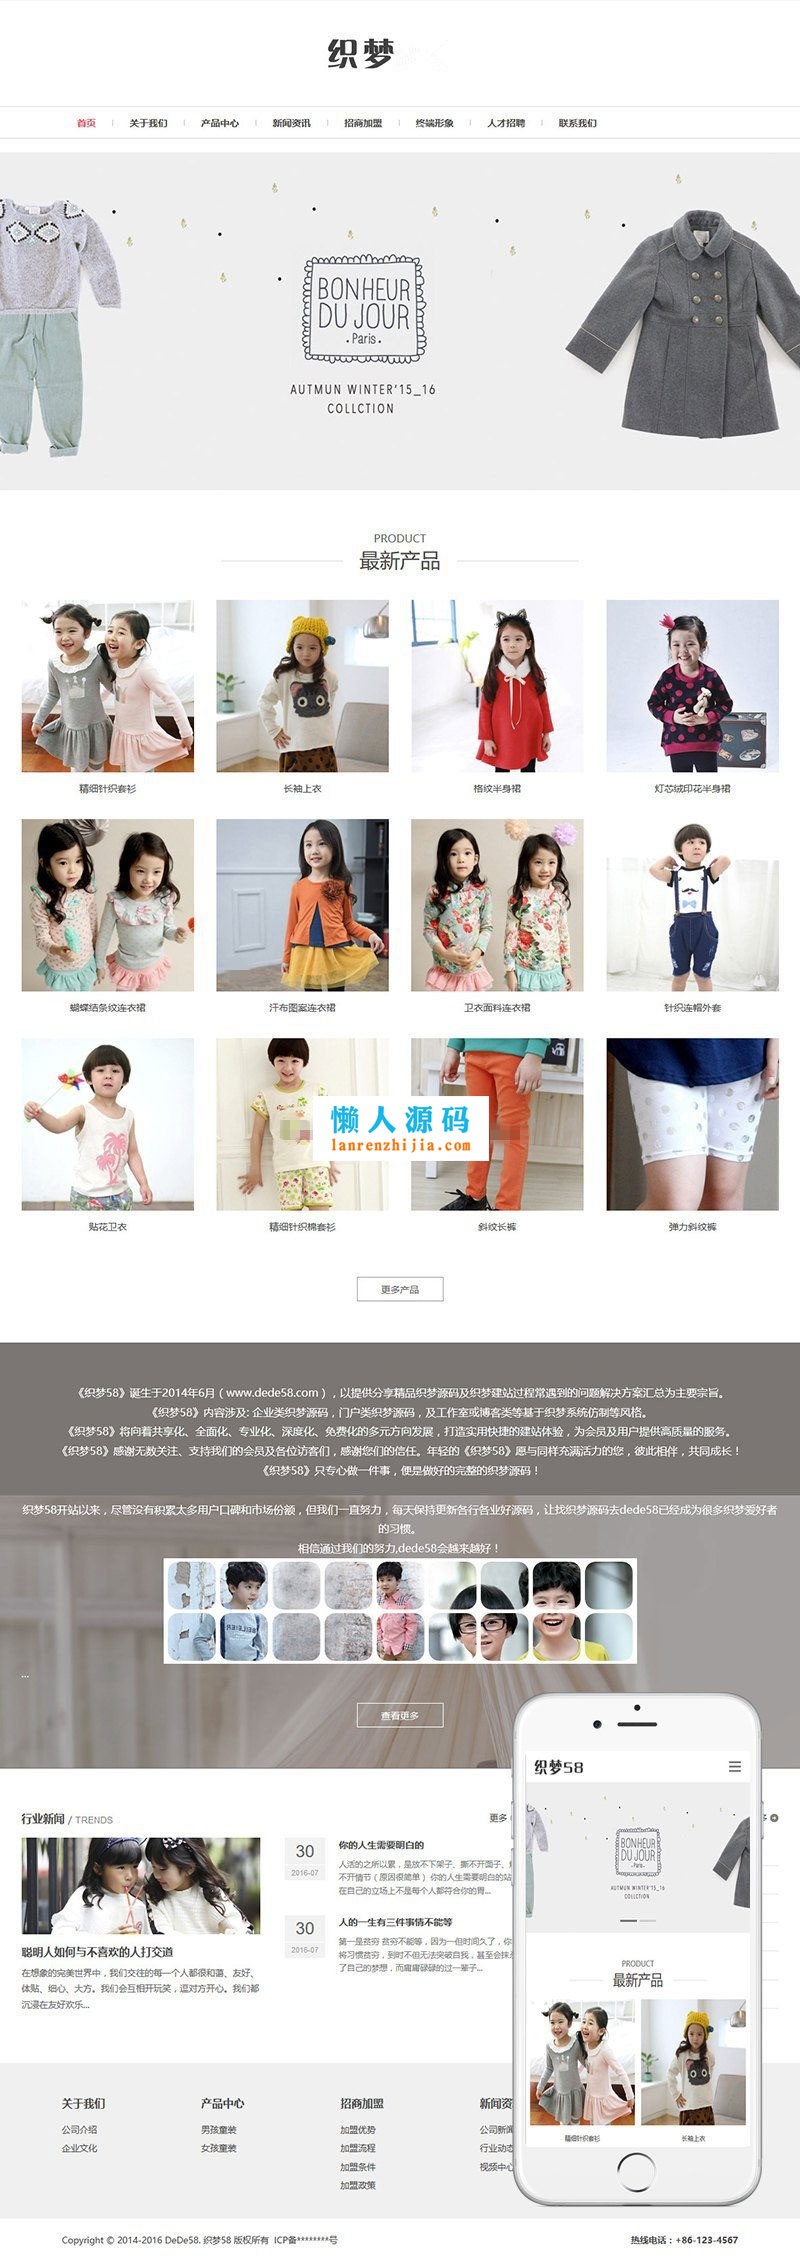 织梦
首页 关于我们 产品中心 新闻资讯 招商加盟 终端形象 人才招聘 联系我们
BONHEUR
DU JOUR
·Paris·
AUTMUN WINTER'15_16
COLLCTION
PRODUCT
最新产品
精细针织套衫 长袖上衣 格纹半身裙 灯芯绒印花半身裙
蝴蝶结条纹连衣裙 汗布图案连衣裙 卫衣面料连衣裙 针织连帽外套
懒人源码
lanrenzhijia.com
贴花卫衣 精细针织棉套衫 斜纹长裤 弹力斜纹裤
更多产品
《织梦58》诞生于2014年6月（www.dede58.com），以提供分享精品织梦源码及织梦建站过程常遇到的问题解决方案汇总为主要宗旨。
《织梦58》内容涉及: 企业类织梦源码，门户类织梦源码，及工作室或博客类等基于织梦系统仿制等风格。
《织梦58》将向着共享化、全面化、专业化、深度化、免费化的多元方向发展，打造实用快捷的建站体验，为会员及用户提供高质量的服务。
《织梦58》感谢无数关注、支持我们的会员及各位访客们，感谢您们的信任。年轻的《织梦58》愿与同样充满活力的您，彼此相伴，共同成长！
《织梦58》只专心做一件事，便是做好的完整的织梦源码！
织梦58开站以来，尽管没有积累太多用户口碑和市场份额，但我们一直努力，每天保持更新各行各业好源码，让找织梦源码去dede58已经成为很多织梦爱好者
的习惯。
相信通过我们的努力,dede58会越来越好！
...
查看更多
行业新闻 / TRENDS 更多
聪明人如何与不喜欢的人打交道
在想象的完美世界中，我们交往的每一个人都很和蔼、友好、
体贴、细心、大方。我们会互相开玩笑，逗对方开心。我们都
沉浸在友好欢乐...
30
2016-07
你的人生需要明白的
人活的之所以累，是放不下架子、撕不开面子、
不开情节（原因很简单） 你的人生需要明白的站
在自己的立场上不是每个人都符合你的胃...
30
2016-07
人的一生有三件事情不能等
第一是贫穷 贫穷不能等，因为一但时间久了，你
将习惯贫穷，到时不但无法突破自我，甚至会抹
了自己的梦想，而庸庸碌碌的过一辈子...
织梦58
BONHEUR
DU JOUR
·Paris·
AUTMUN WINTER'15_16
COLLCTION
PRODUCT
最新产品
精细针织套衫 长袖上衣
关于我们 产品中心 招商加盟 新闻资
公司介绍 男孩童装 加盟优势 公司新闻
企业文化 女孩童装 加盟流程 行业动态
加盟条件 视频中心
加盟政策
Copyright © 2014-2016 DeDe58. 织梦58 版权所有 ICP备********号
热线电话：+86-123-4567